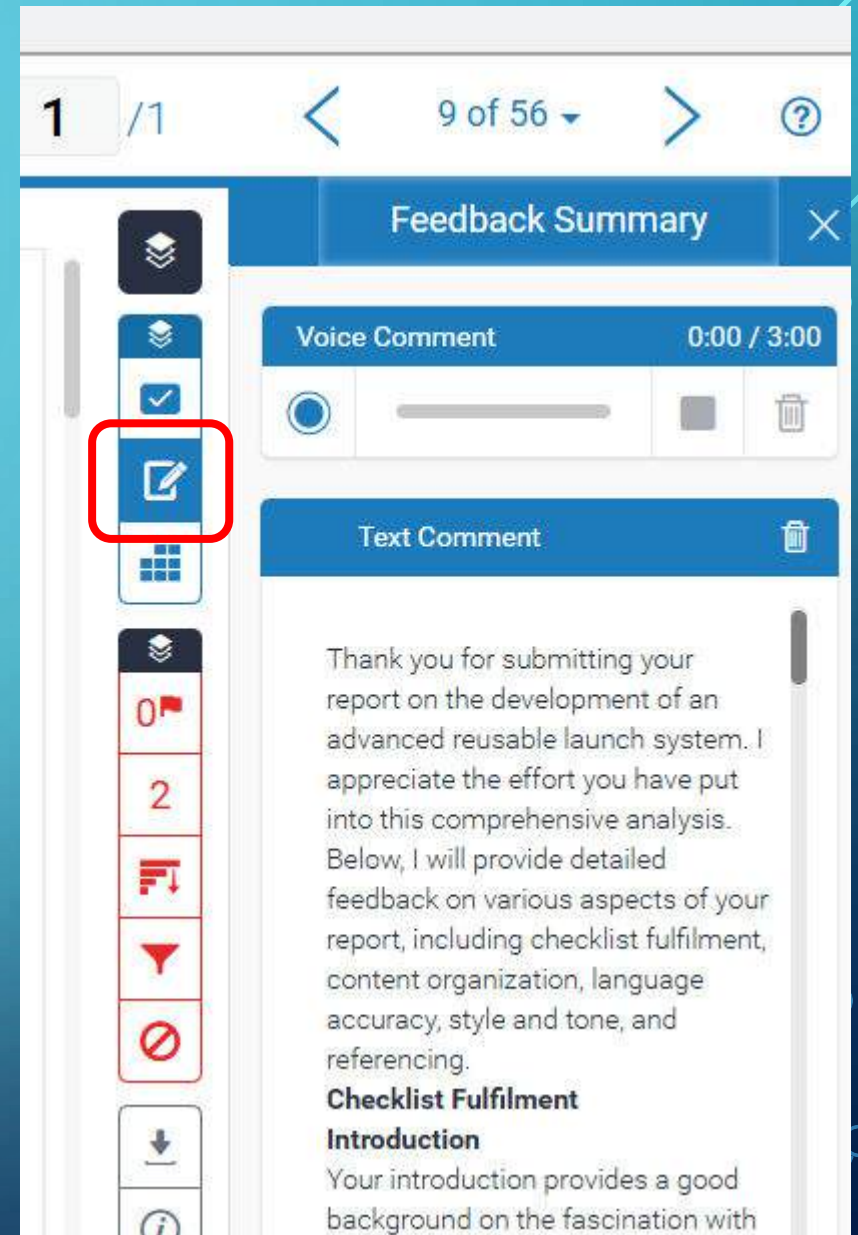 1 /1 9 of 56
Feedback Summary
Voice Comment 0:00 / 3:00
Text Comment
0
2
Thank you for submitting your
report on the development of an
advanced reusable launch system. I
appreciate the effort you have put
into this comprehensive analysis.
Below, I will provide detailed
feedback on various aspects of your
report, including checklist fulfilment,
content organization, language
accuracy, style and tone, and
referencing.
Checklist Fulfilment
Introduction
Your introduction provides a good
background on the fascination with